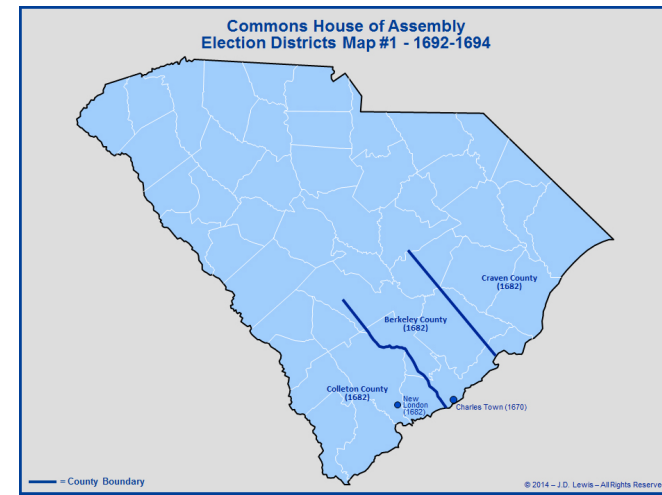 Commons House of Assembly
Election Districts Map #1 - 1692-1694
Craven County
(1682)
Berkeley County
(1682)
Colleton County
(1682)
New
London
(1682)
Charles Town (1670)
= County Boundary
© 2014 – J.D. Lewis – All Rights Reserve